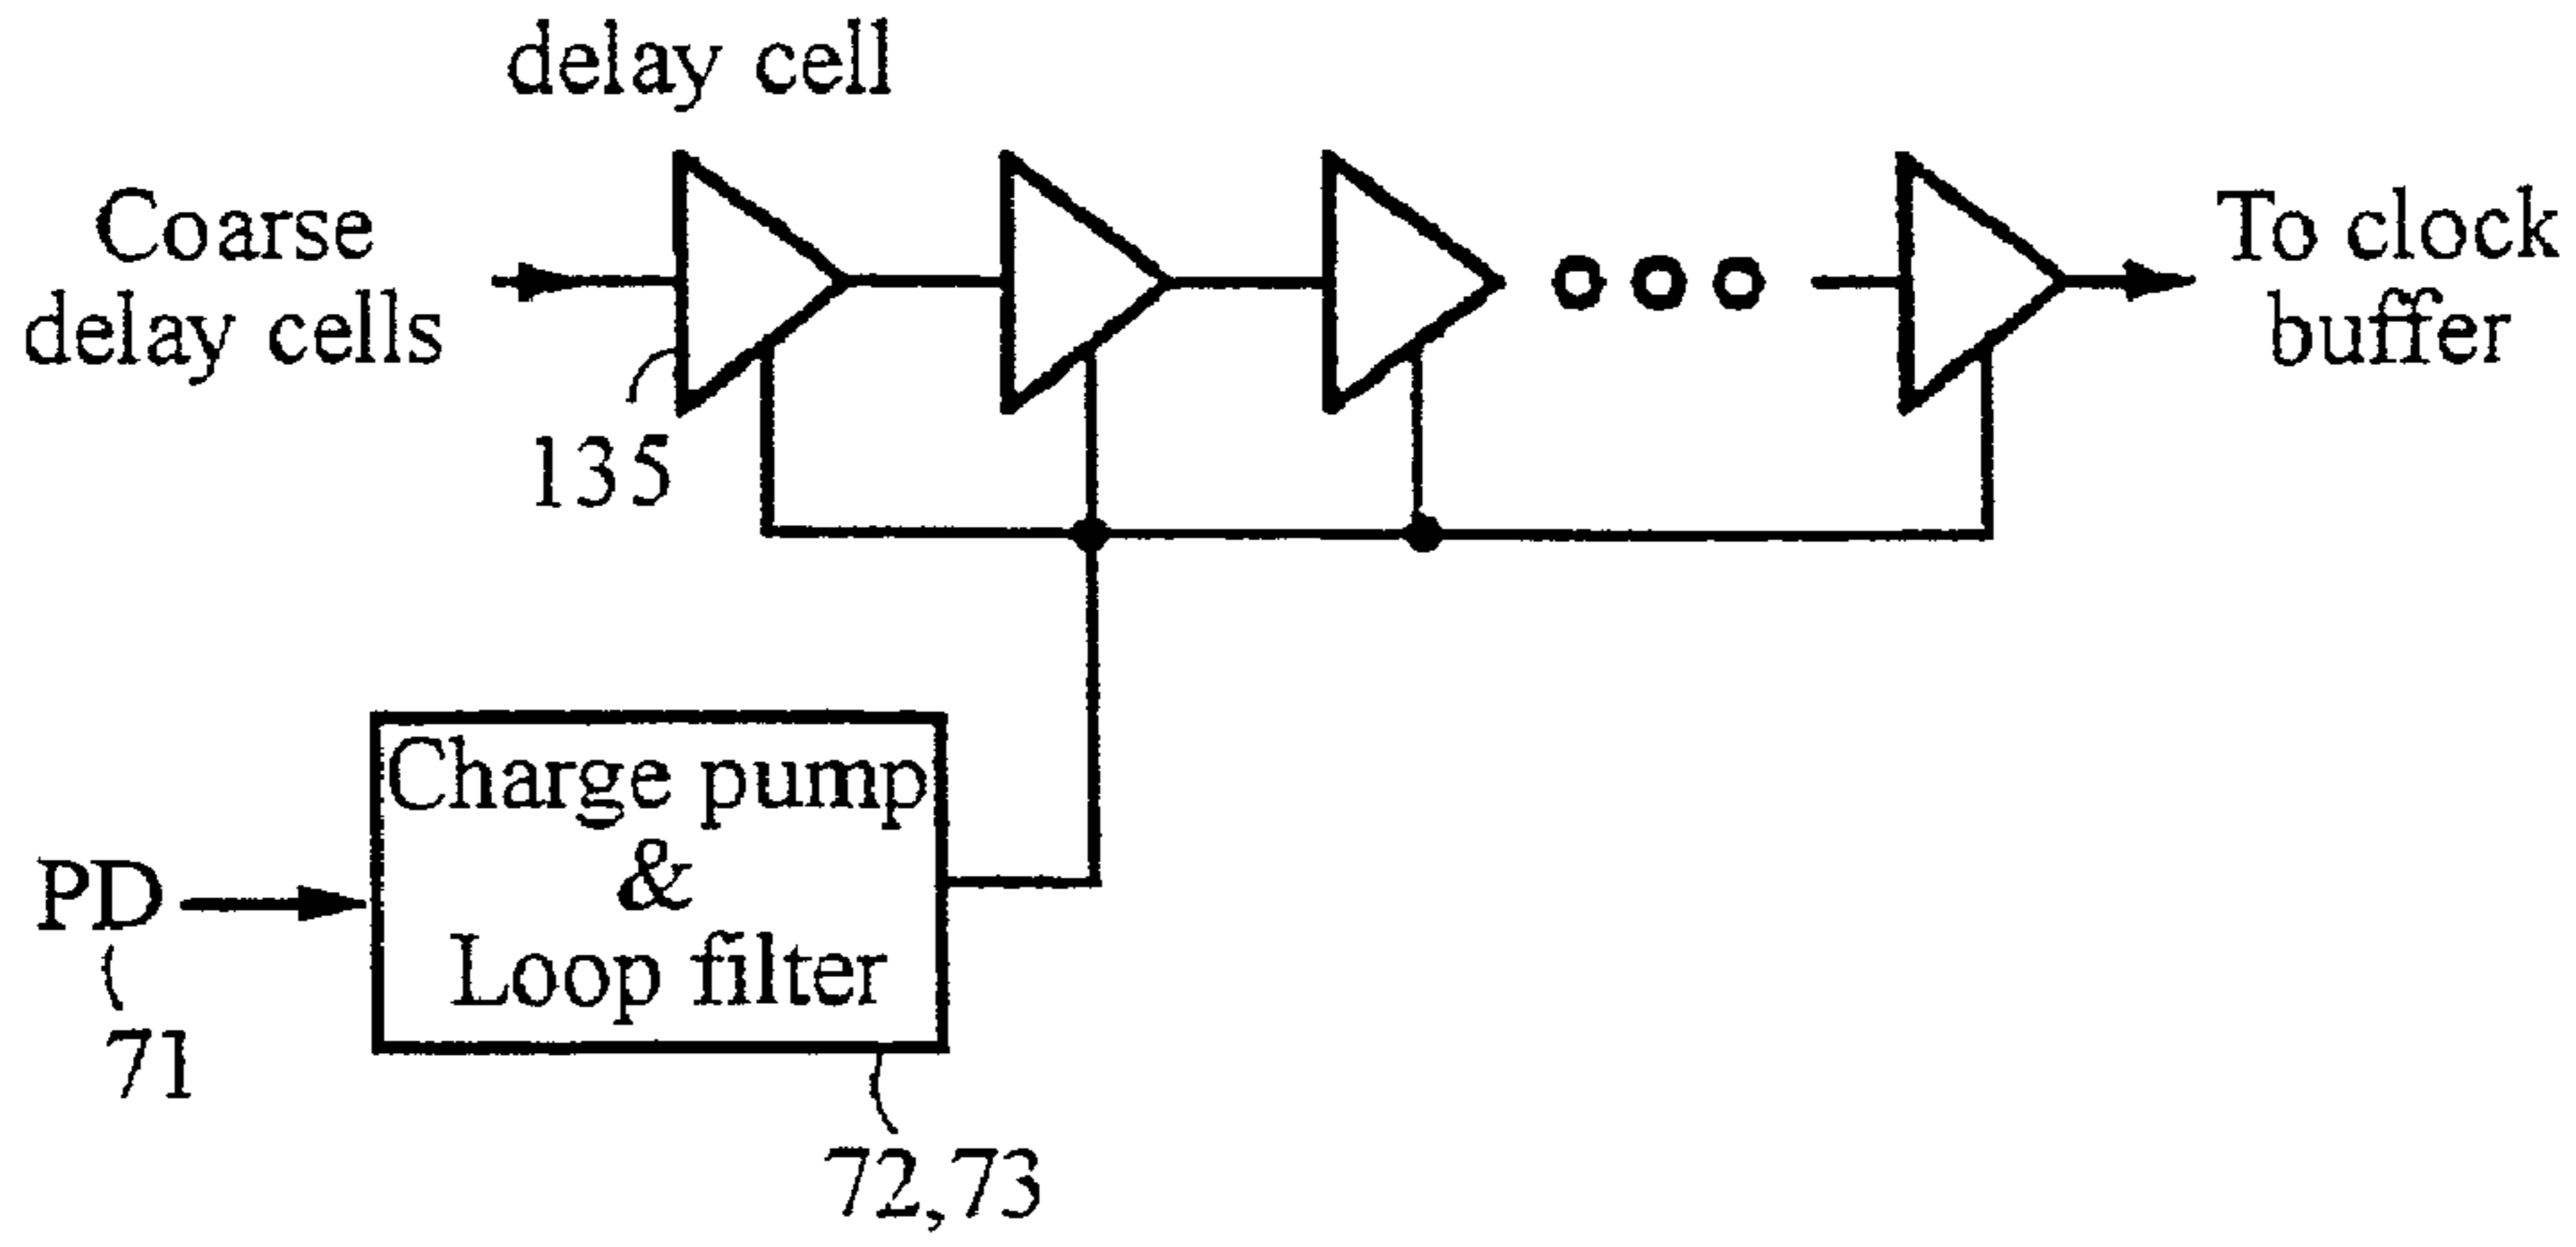 delay cell
Coarse
delay cells
To clock
buffer
135
Charge pump
&
Loop filter
PD
71
72,73